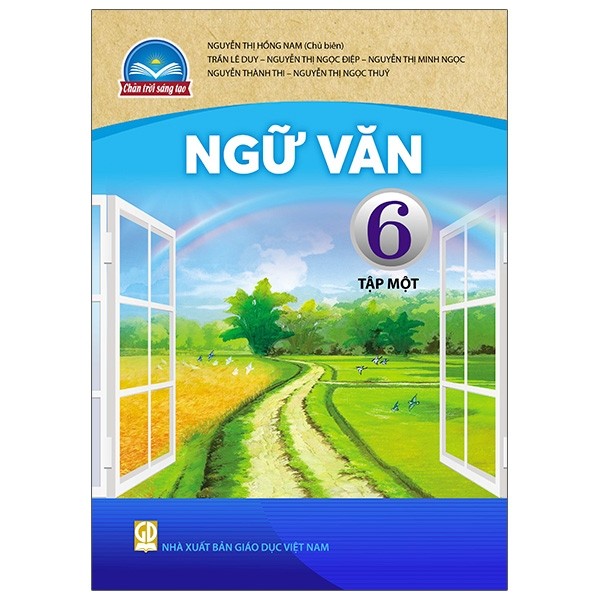 NGUYỄN THỊ HỒNG NAM (Chủ biên)
TRẦN LÊ DUY – NGUYỄN THỊ NGỌC ĐIỆP – NGUYỄN THỊ MINH NGỌC
NGUYỄN THÀNH THI – NGUYỄN THỊ NGỌC THUÝ
Chân trời sáng tạo
NGỮ VĂN
6
TẬP MỘT
GD
NHÀ XUẤT BẢN GIÁO DỤC VIỆT NAM